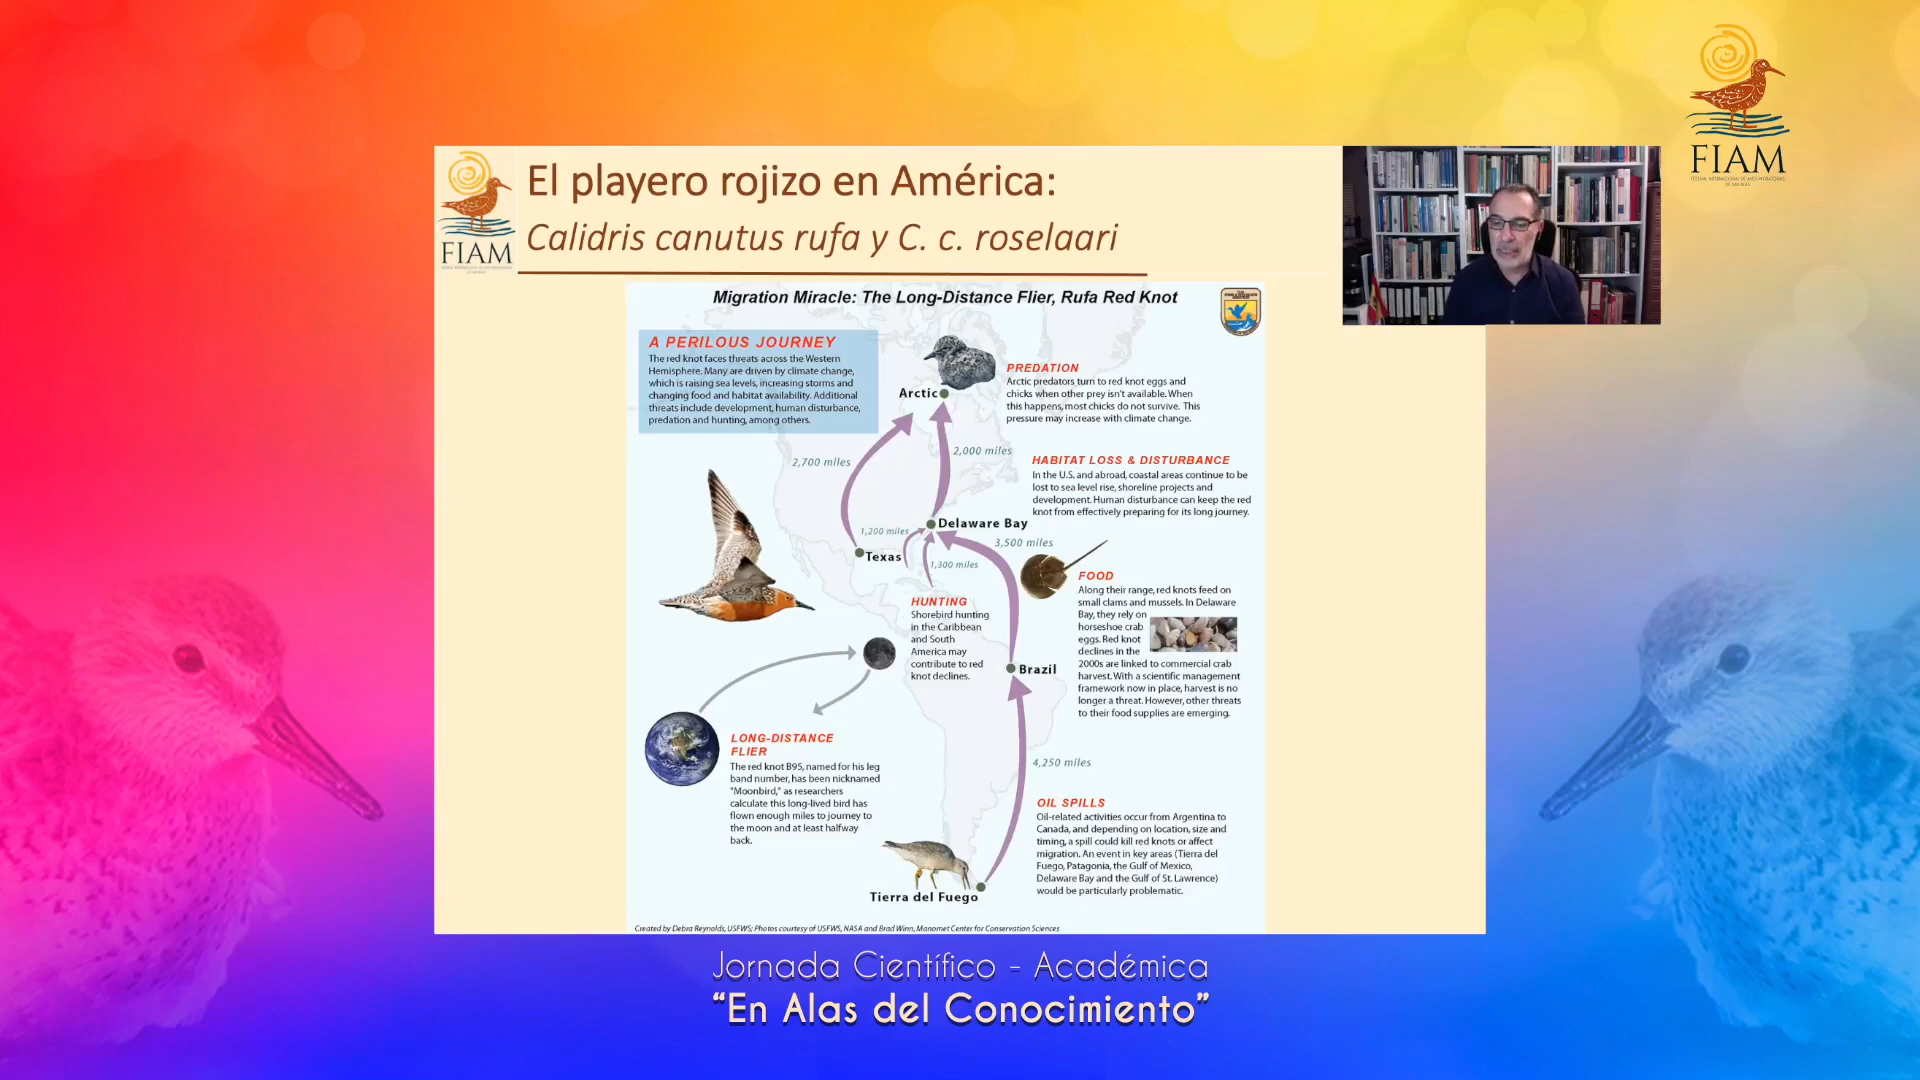 FIAM
FESTIVAL INTERNACIONAL DE AVES MIGRATORIAS
DE SAN BLAS
El playero rojizo en América:
Calidris canutus rufa y C. c. roselaari
FIAM
Migration Miracle: The Long-Distance Flier, Rufa Red Knot
A PERILOUS JOURNEY
The red knot faces threats across the Western
Hemisphere. Many are driven by climate change,
which is raising sea levels, increasing storms and
changing food and habitat availability. Additional
threats include development, human disturbance,
predation and hunting, among others.
Arctic
PREDATION
Arctic predators turn to red knot eggs and
chicks when other prey isn't available. When
this happens, most chicks do not survive. This
pressure may increase with climate change.
2,700 miles
2,000 miles
HABITAT LOSS & DISTURBANCE
In the U.S. and abroad, coastal areas continue to be
lost to sea level rise, shoreline projects and
development. Human disturbance can keep the red
knot from effectively preparing for its long journey.
Delaware Bay
1,200 miles
3,500 miles
Texas
1,300 miles
FOOD
Along their range, red knots feed on
small clams and mussels. In Delaware
Bay, they rely on
horseshoe crab
eggs. Red knot
declines in the
2000s are linked to commercial crab
harvest. With a scientific management
framework now in place, harvest is no
longer a threat. However, other threats
to their food supplies are emerging.
HUNTING
Shorebird hunting
in the Caribbean
and South
America may
contribute to red
knot declines.
Brazil
LONG-DISTANCE
FLIER
The red knot B95, named for his leg
band number, has been nicknamed
"Moonbird," as researchers
calculate this long-lived bird has
flown enough miles to journey to
the moon and at least halfway
back.
4,250 miles
OIL SPILLS
Oil-related activities occur from Argentina to
Canada, and depending on location, size and
timing, a spill could kill red knots or affect
migration. An event in key areas (Tierra del
Fuego, Patagonia, the Gulf of Mexico,
Delaware Bay and the Gulf of St. Lawrence)
would be particularly problematic.
Tierra del Fuego
Created by Debra Reynolds, USFWS; Photos courtesy of USFWS, NASA and Brad Winn, Manomet Center for Conservation Sciences
Jornada Científico - Académica
“En Alas del Conocimiento”